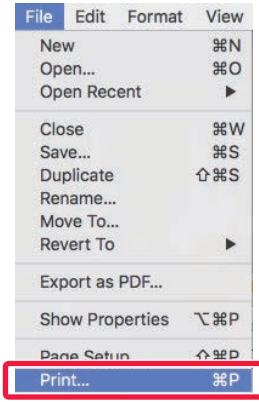 File Edit Format View
New ⌘N
Open... ⌘O
Open Recent ▶
Close ⌘W
Save... ⌘S
Duplicate ⇧⌘S
Rename...
Move To...
Revert To ▶
Export as PDF...
Show Properties ⌥⌘P
Page Setup ⇧⌘P
Print... ⌘P